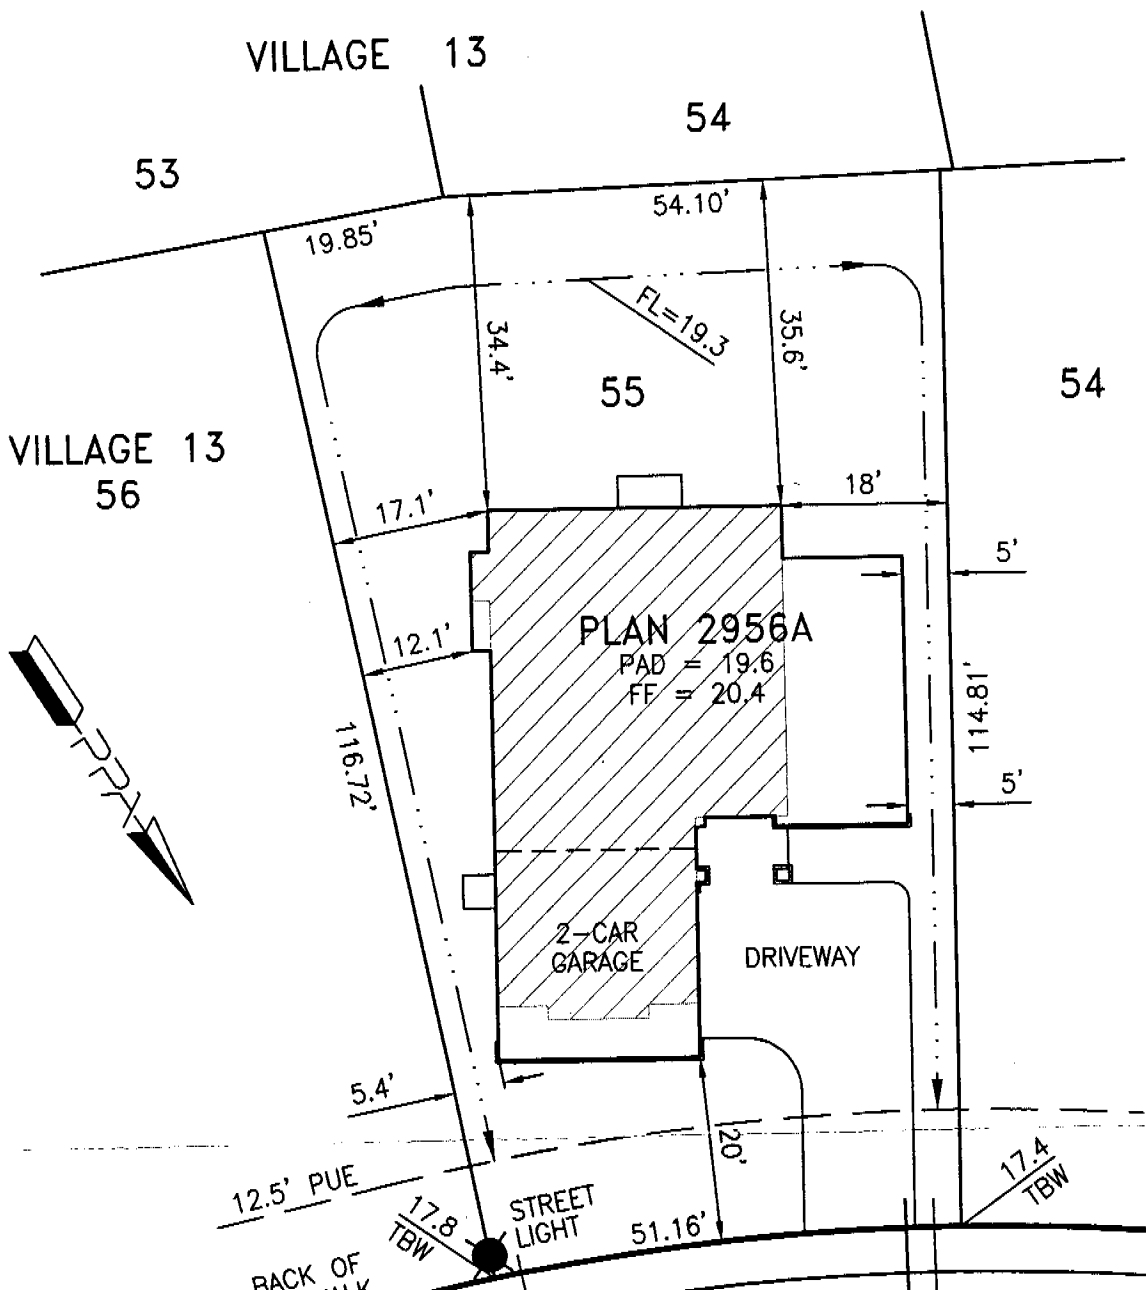 VILLAGE 13
54
53
54.10'
19.85'
FL=19.3
34.4'
35.6'
55
54
VILLAGE 13
56
17.1'
18'
5'
12.1'
PLAN 2956A
PAD = 19.6
FF = 20.4
116.72'
114.81'
5'
2-CAR
GARAGE
DRIVEWAY
5.4'
20'
12.5' PUE
17.8
TBW
STREET
LIGHT
51.16'
17.4
TBW
BACK OF